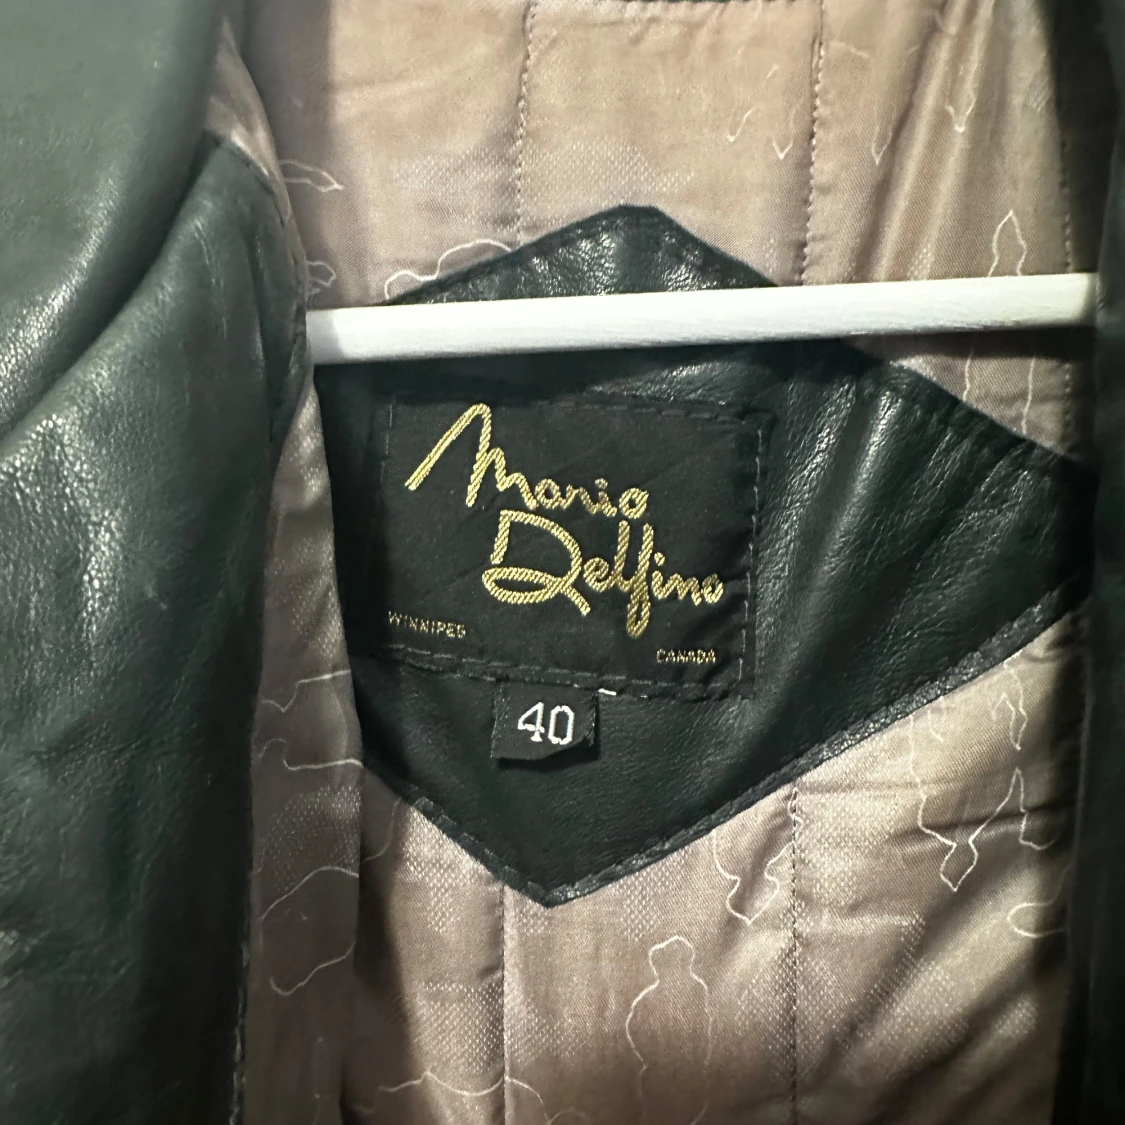 Mario
Delfino
WINNIPEG
CANADA
40